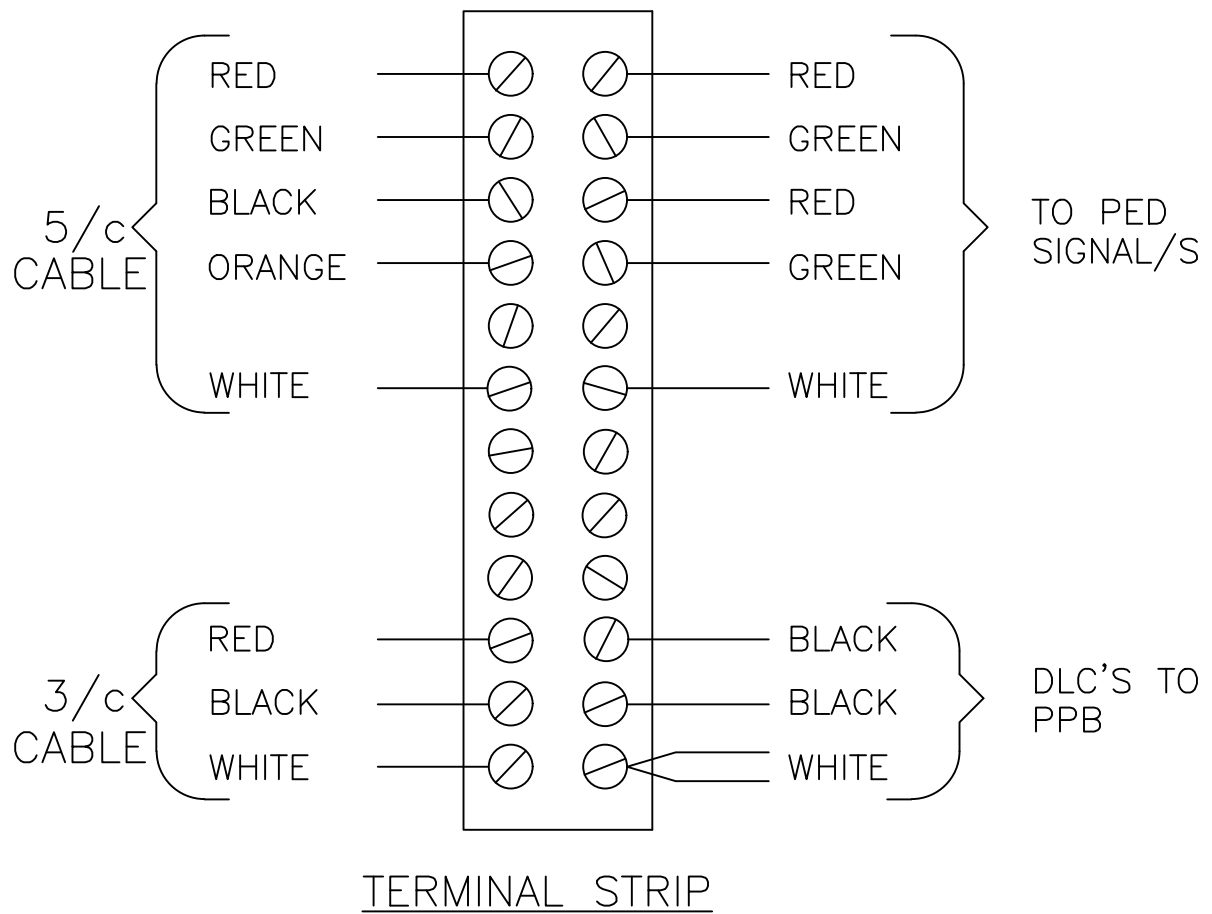 RED
GREEN
BLACK
ORANGE
WHITE
5/c
CABLE
RED
GREEN
RED
GREEN
WHITE
TO PED
SIGNAL/S
RED
BLACK
WHITE
3/c
CABLE
BLACK
BLACK
WHITE
DLC'S TO
PPB
TERMINAL STRIP